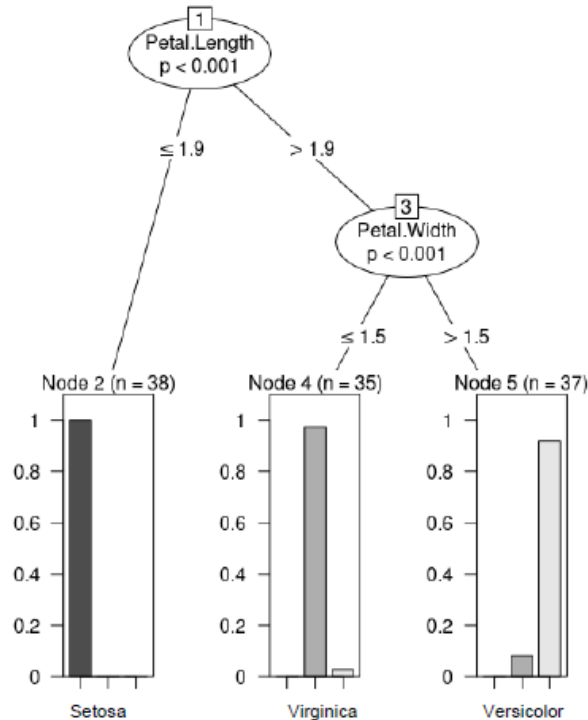 1
Petal.Length
p < 0.001
≤ 1.9
> 1.9
3
Petal.Width
p < 0.001
≤ 1.5
> 1.5
Node 2 (n = 38)
1
0.8
0.6
0.4
0.2
0
Setosa
Node 4 (n = 35)
1
0.8
0.6
0.4
0.2
0
Virginica
Node 5 (n = 37)
1
0.8
0.6
0.4
0.2
0
Versicolor